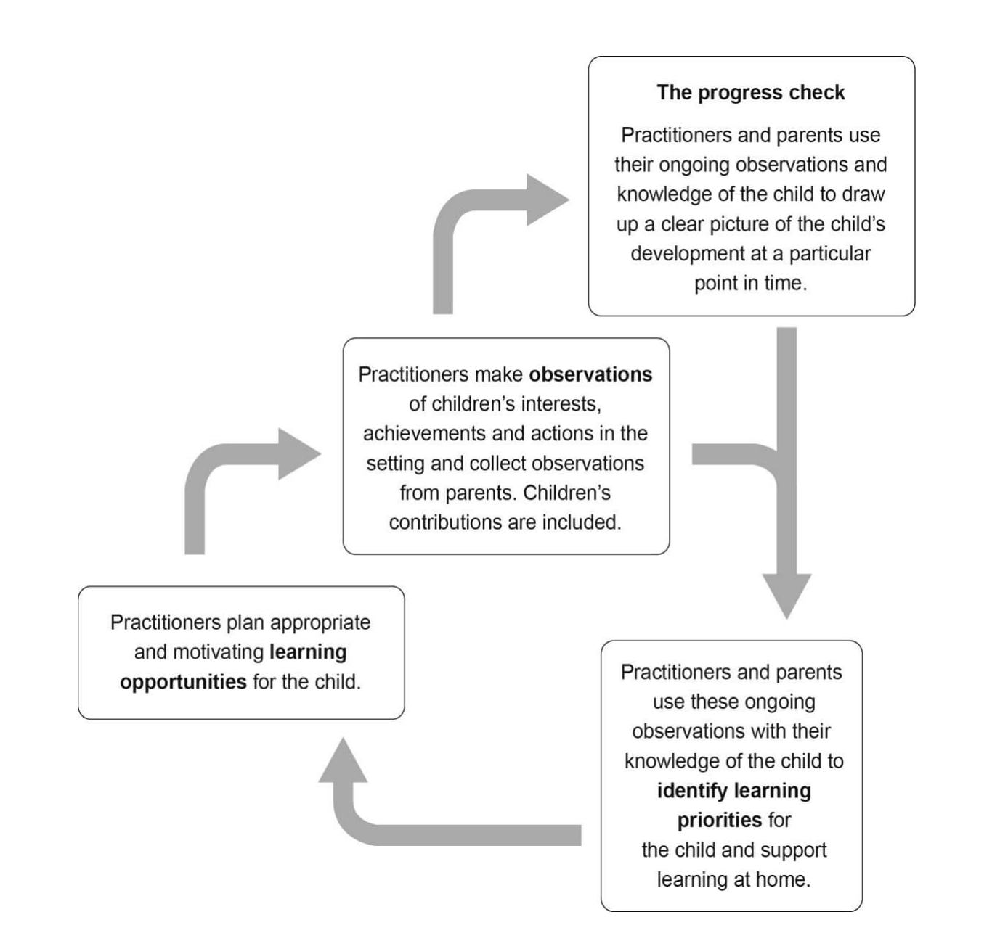 The progress check
Practitioners and parents use
their ongoing observations and
knowledge of the child to draw
up a clear picture of the child’s
development at a particular
point in time.
Practitioners make observations
of children’s interests,
achievements and actions in the
setting and collect observations
from parents. Children’s
contributions are included.
Practitioners plan appropriate
and motivating learning
opportunities for the child.
Practitioners and parents
use these ongoing
observations with their
knowledge of the child to
identify learning
priorities for
the child and support
learning at home.